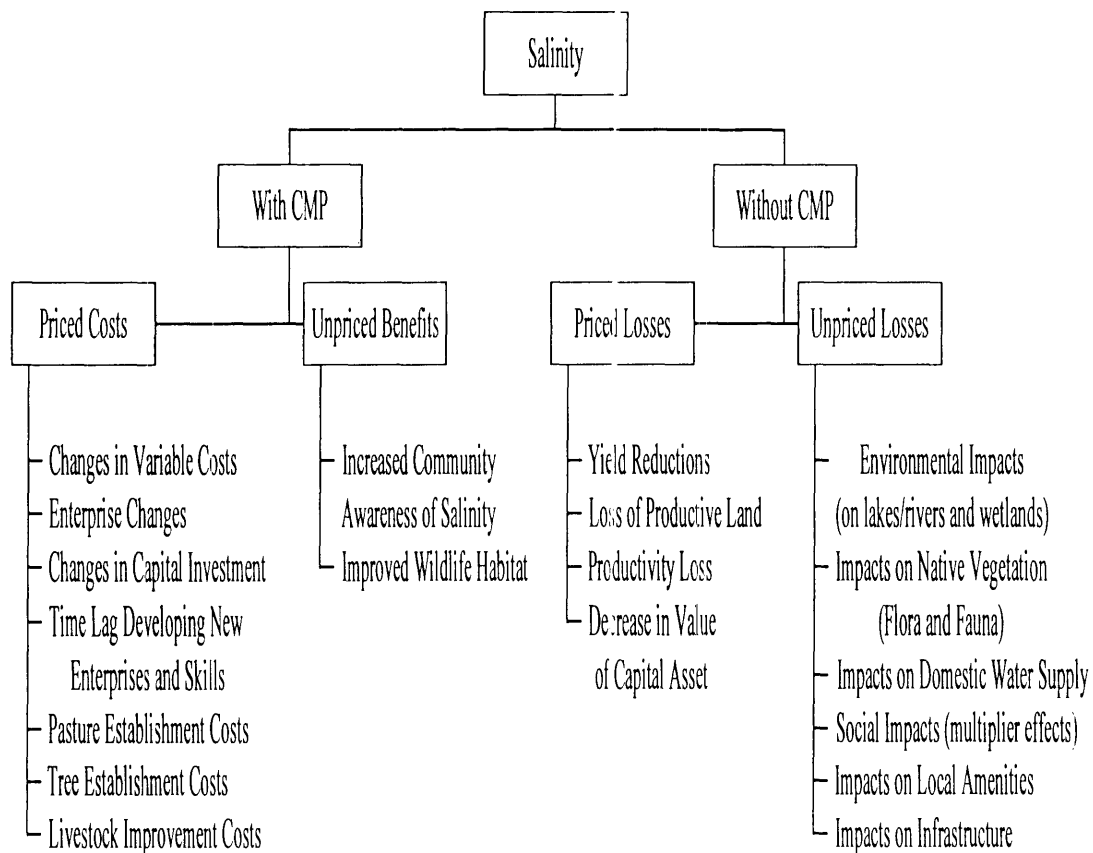 Salinity
With CMP
Without CMP
Priced Costs
Unpriced Benefits
Priced Losses
Unpriced Losses
Changes in Variable Costs
Enterprise Changes
Changes in Capital Investment
Time Lag Developing New
Enterprises and Skills
Pasture Establishment Costs
Tree Establishment Costs
Livestock Improvement Costs
Increased Community
Awareness of Salinity
Improved Wildlife Habitat
Yield Reductions
Loss of Productive Land
Productivity Loss
Decrease in Value
of Capital Asset
Environmental Impacts
(on lakes/rivers and wetlands)
Impacts on Native Vegetation
(Flora and Fauna)
Impacts on Domestic Water Supply
Social Impacts (multiplier effects)
Impacts on Local Amenities
Impacts on Infrastructure